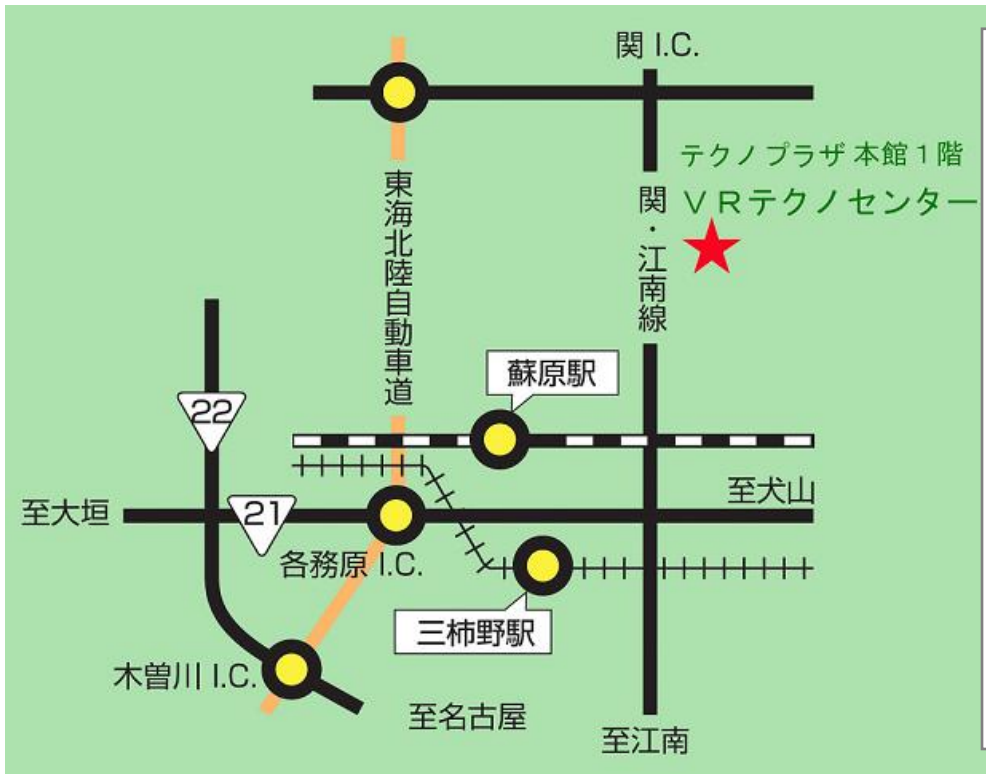 関 I.C.
テクノプラザ 本館１階
ＶＲテクノセンター
東海北陸自動車道
関・江南線
蘇原駅
22
至犬山
21
至大垣
各務原 I.C.
三柿野駅
木曽川 I.C.
至名古屋
至江南